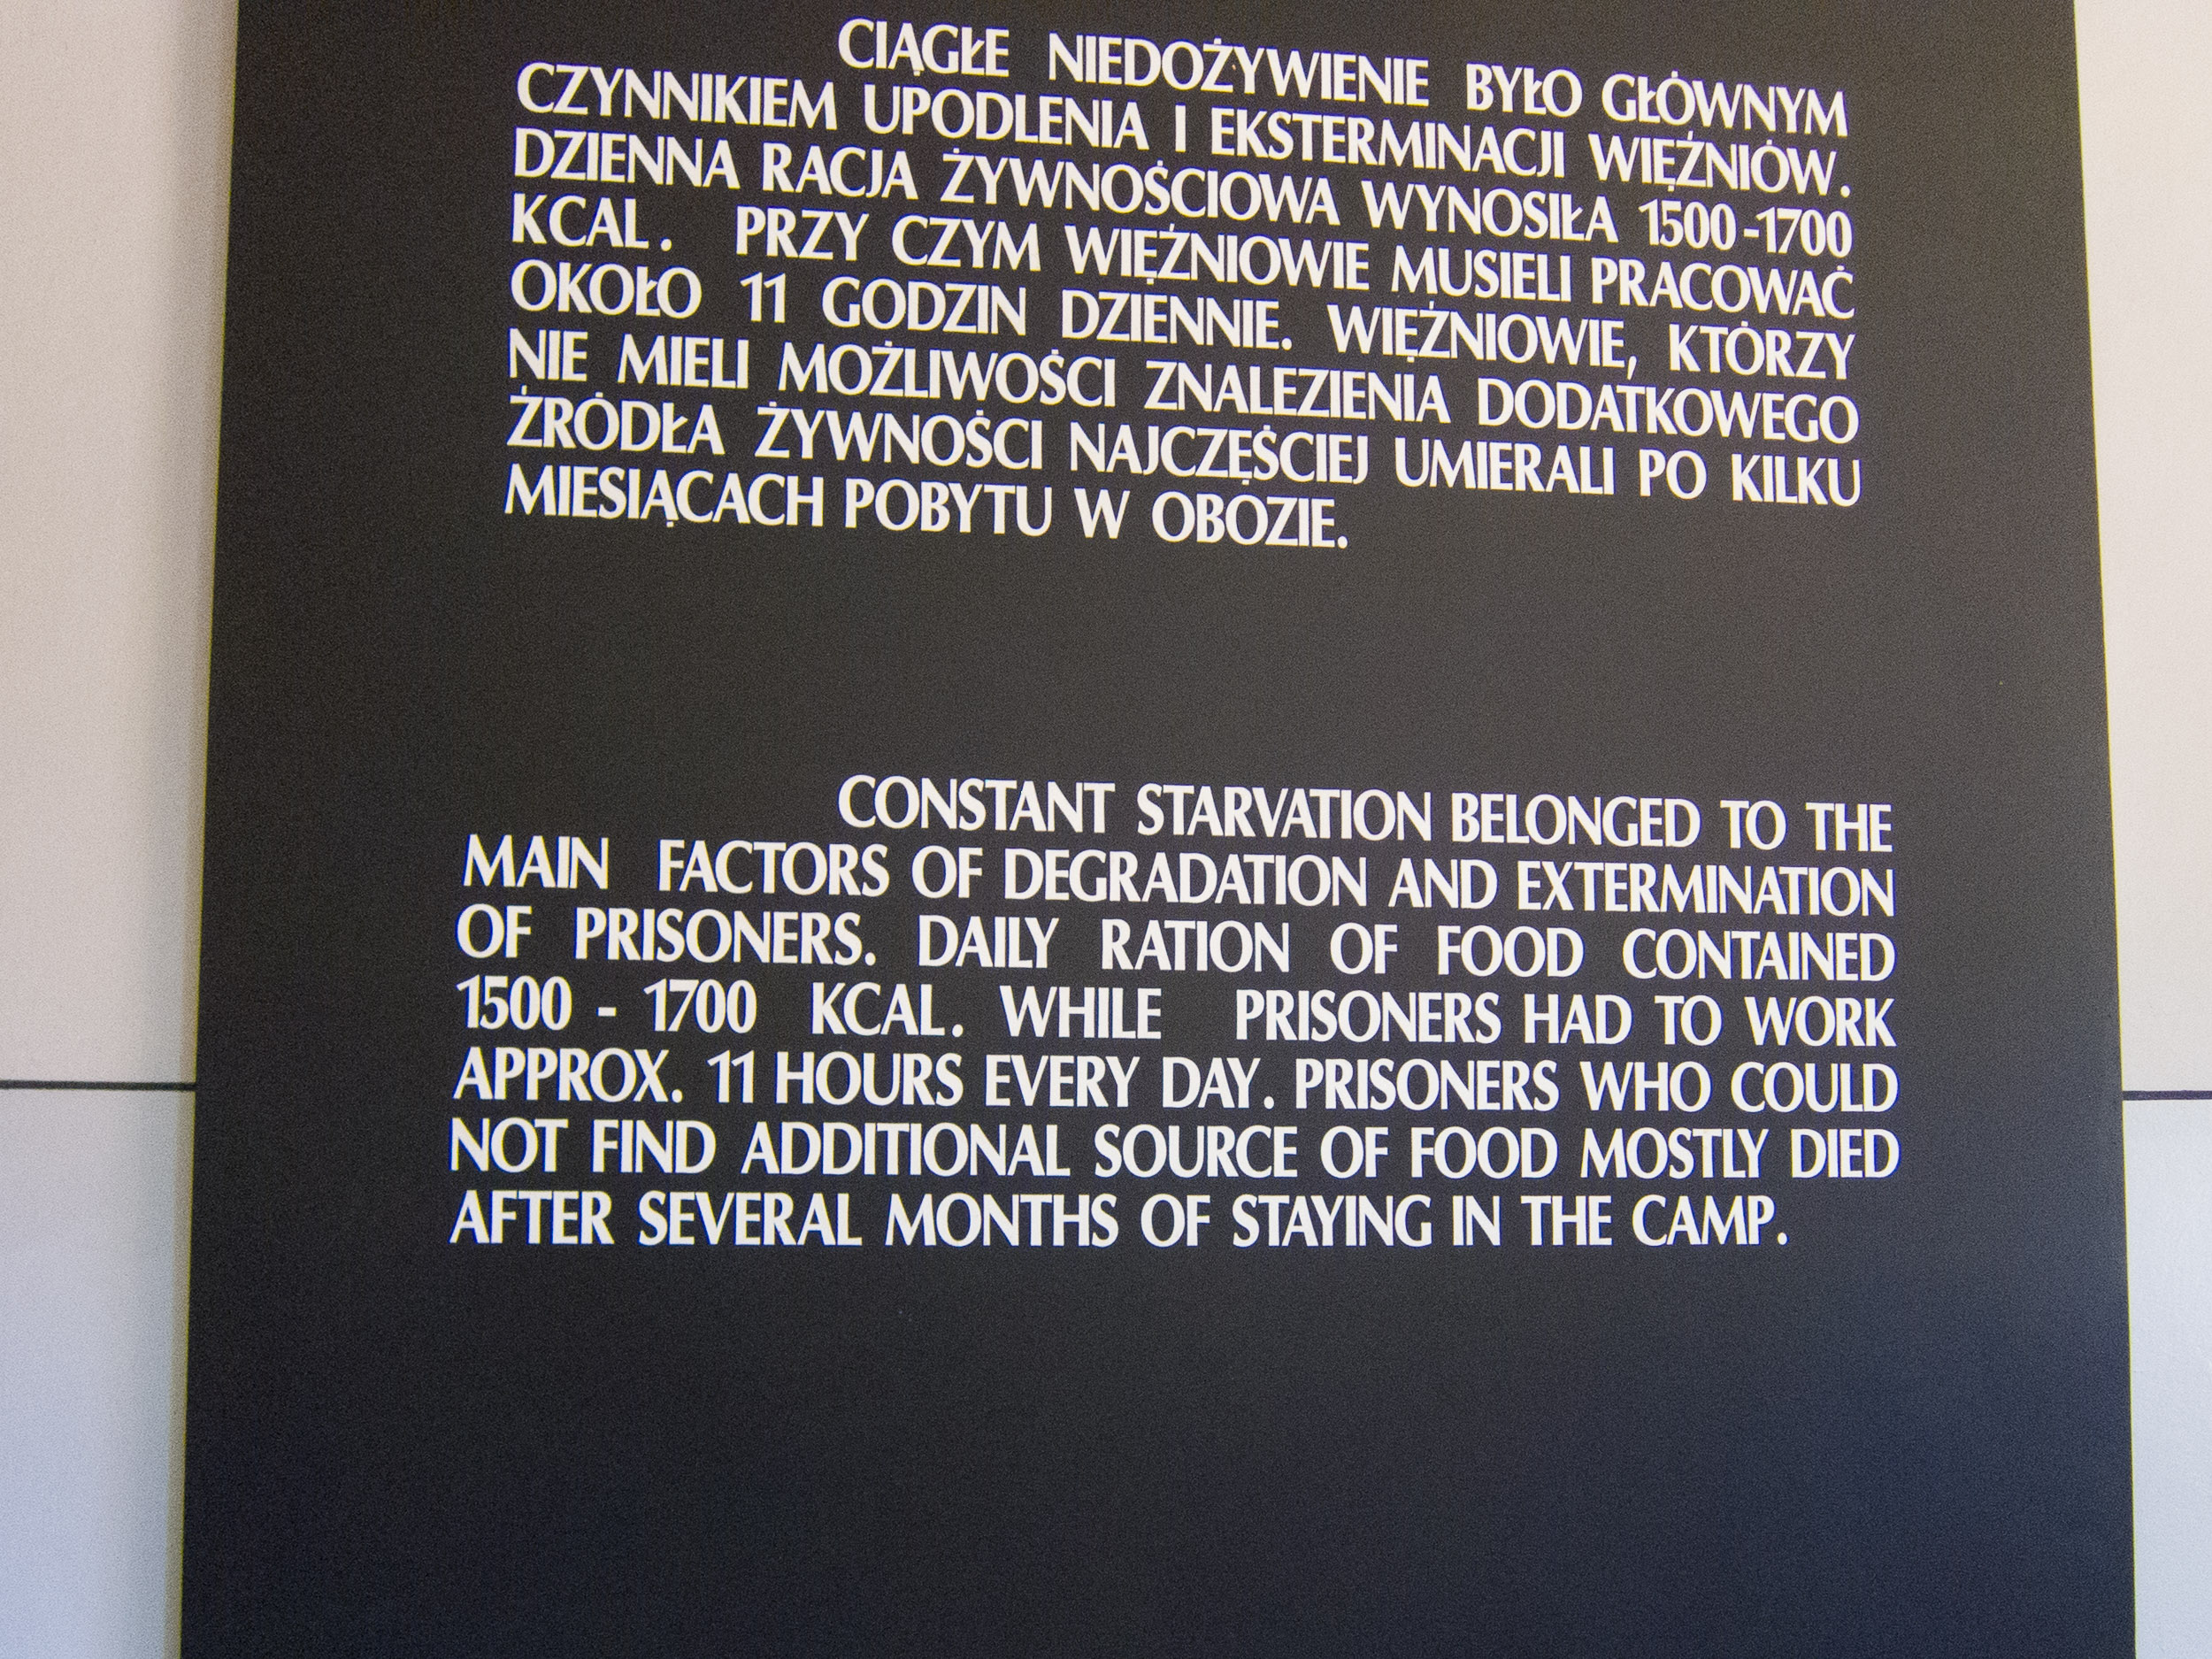 CIĄGŁE NIEDOŻYWIENIE BYŁO GŁÓWNYM
CZYNNIKIEM UPODLENIA I EKSTERMINACJI WIĘŹNIÓW.
DZIENNA RACJA ŻYWNOŚCIOWA WYNOSIŁA 1500-1700
KCAL. PRZY CZYM WIĘŹNIOWIE MUSIELI PRACOWAĆ
OKOŁO 11 GODZIN DZIENNIE. WIĘŹNIOWIE, KTÓRZY
NIE MIELI MOŻLIWOŚCI ZNALEZIENIA DODATKOWEGO
ŹRÓDŁA ŻYWNOŚCI NAJCZĘŚCIEJ UMIERALI PO KILKU
MIESIĄCACH POBYTU W OBOZIE.
CONSTANT STARVATION BELONGED TO THE
MAIN FACTORS OF DEGRADATION AND EXTERMINATION
OF PRISONERS. DAILY RATION OF FOOD CONTAINED
1500 - 1700 KCAL. WHILE PRISONERS HAD TO WORK
APPROX. 11 HOURS EVERY DAY. PRISONERS WHO COULD
NOT FIND ADDITIONAL SOURCE OF FOOD MOSTLY DIED
AFTER SEVERAL MONTHS OF STAYING IN THE CAMP.